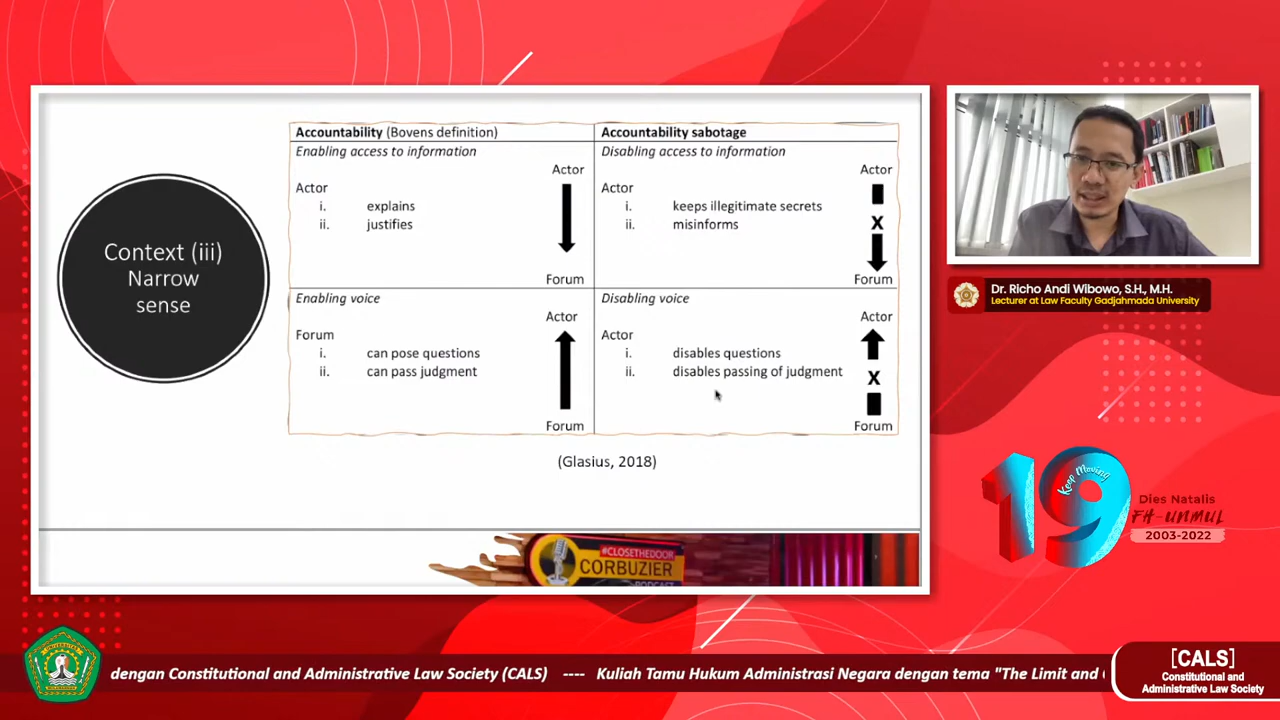 Context (iii)
Narrow
sense
Accountability (Bovens definition)
Accountability sabotage
Enabling access to information
Actor
Actor
i. explains
ii. justifies
Forum
Disabling access to information
Actor
Actor
i. keeps illegitimate secrets
ii. misinforms
X
Forum
Enabling voice
Actor
Forum
i. can pose questions
ii. can pass judgment
Forum
Disabling voice
Actor
Actor
i. disables questions
ii. disables passing of judgment
X
Forum
(Glasius, 2018)
#CLOSETHEDOOR
CORBUZIER
PODCAST
Dr. Richo Andi Wibowo, S.H., M.H.
Lecturer at Law Faculty Gadjahmada University
19
Keep Moving
Dies Natalis
FH-UNMUL
2003-2022
dengan Constitutional and Administrative Law Society (CALS) ---- Kuliah Tamu Hukum Administrasi Negara dengan tema "The Limit and
[CALS]
Constitutional and
Administrative Law Society